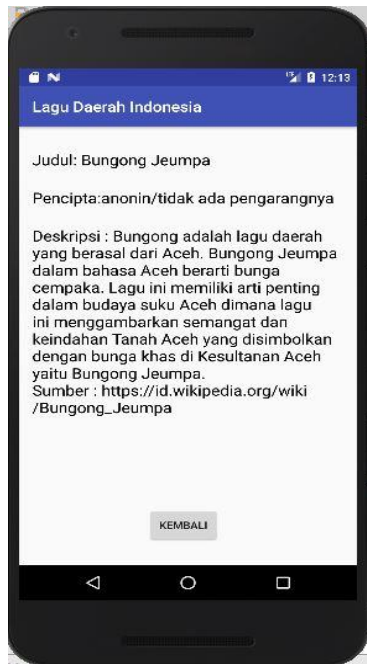 12:13
Lagu Daerah Indonesia
Judul: Bungong Jeumpa
Pencipta:anonin/tidak ada pengarangnya
Deskripsi : Bungong adalah lagu daerah
yang berasal dari Aceh. Bungong Jeumpa
dalam bahasa Aceh berarti bunga
cempaka. Lagu ini memiliki arti penting
dalam budaya suku Aceh dimana lagu
ini menggambarkan semangat dan
keindahan Tanah Aceh yang disimbolkan
dengan bunga khas di Kesultanan Aceh
yaitu Bungong Jeumpa.
Sumber : https://id.wikipedia.org/wiki
/Bungong_Jeumpa
KEMBALI